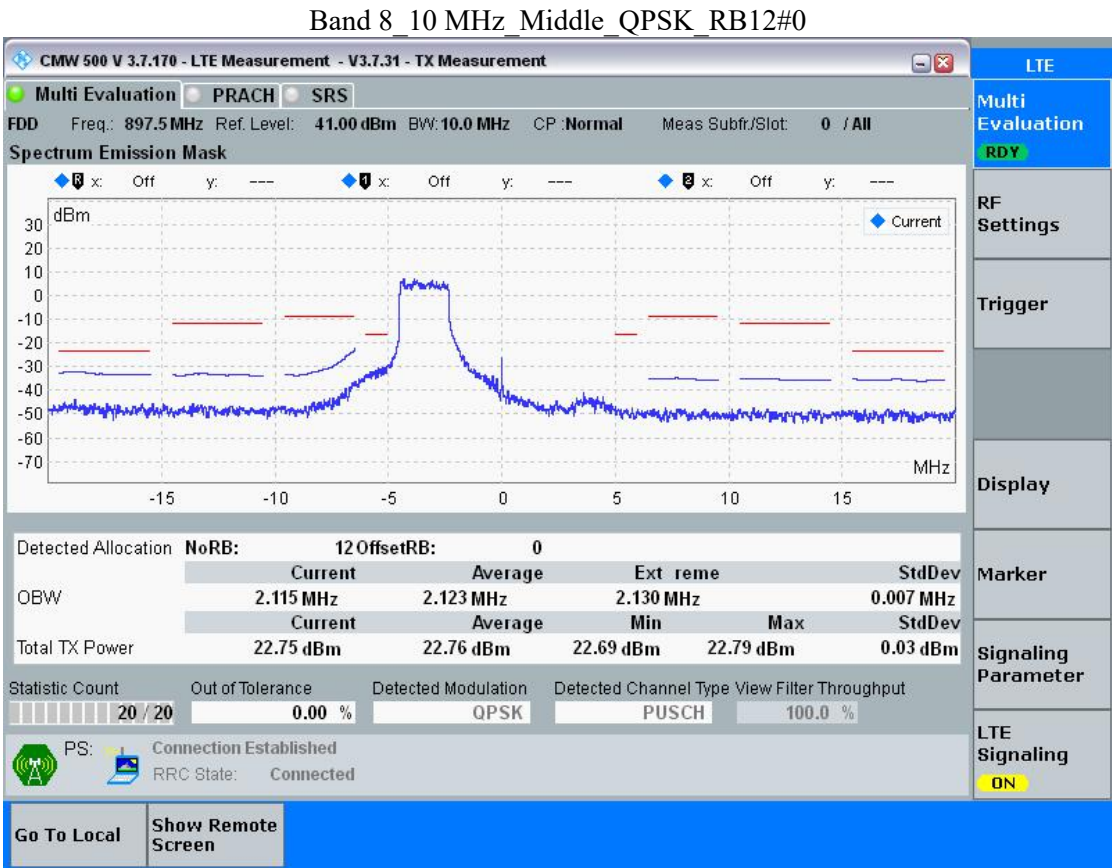 Band 8_10 MHz_Middle_QPSK_RB12#0
CMW 500 V 3.7.170 - LTE Measurement - V3.7.31 - TX Measurement
LTE
Multi Evaluation PRACH SRS
FDD Freq.: 897.5 MHz Ref. Level: 41.00 dBm BW: 10.0 MHz CP :Normal Meas Subfr./Slot: 0 / All
Spectrum Emission Mask
R x: Off y: --- 1 x: Off y: --- 2 x: Off y: ---
dBm
Current
30
20
10
0
-10
-20
-30
-40
-50
-60
-70
MHz
-15 -10 -5 0 5 10 15
Detected Allocation NoRB: 12 OffsetRB: 0
Current Average Ext reme StdDev
OBW 2.115 MHz 2.123 MHz 2.130 MHz 0.007 MHz
Current Average Min Max StdDev
Total TX Power 22.75 dBm 22.76 dBm 22.69 dBm 22.79 dBm 0.03 dBm
Statistic Count Out of Tolerance Detected Modulation Detected Channel Type View Filter Throughput
20 / 20 0.00 % QPSK PUSCH 100.0 %
PS: Connection Established
RRC State: Connected
Multi
Evaluation
RDY
RF
Settings
Trigger
Display
Marker
Signaling
Parameter
LTE
Signaling
ON
Go To Local
Show Remote
Screen